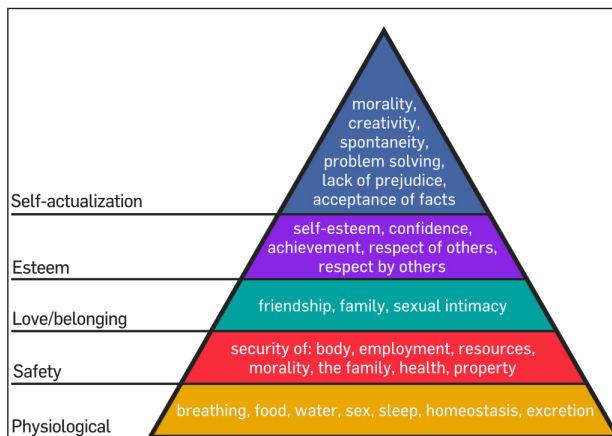 morality,
creativity,
spontaneity,
problem solving,
lack of prejudice,
acceptance of facts
Self-actualization
self-esteem, confidence,
achievement, respect of others,
respect by others
Esteem
friendship, family, sexual intimacy
Love/belonging
security of: body, employment, resources,
morality, the family, health, property
Safety
breathing, food, water, sex, sleep, homeostasis, excretion
Physiological